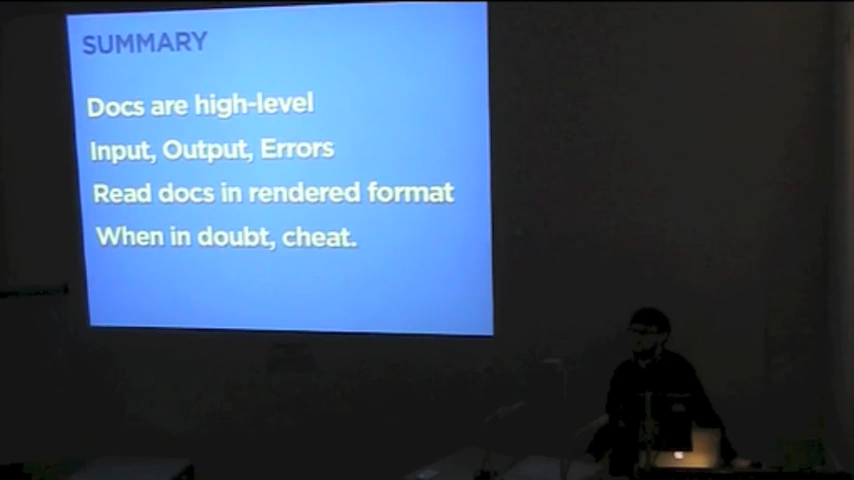 SUMMARY
Docs are high-level
Input, Output, Errors
Read docs in rendered format
When in doubt, cheat.